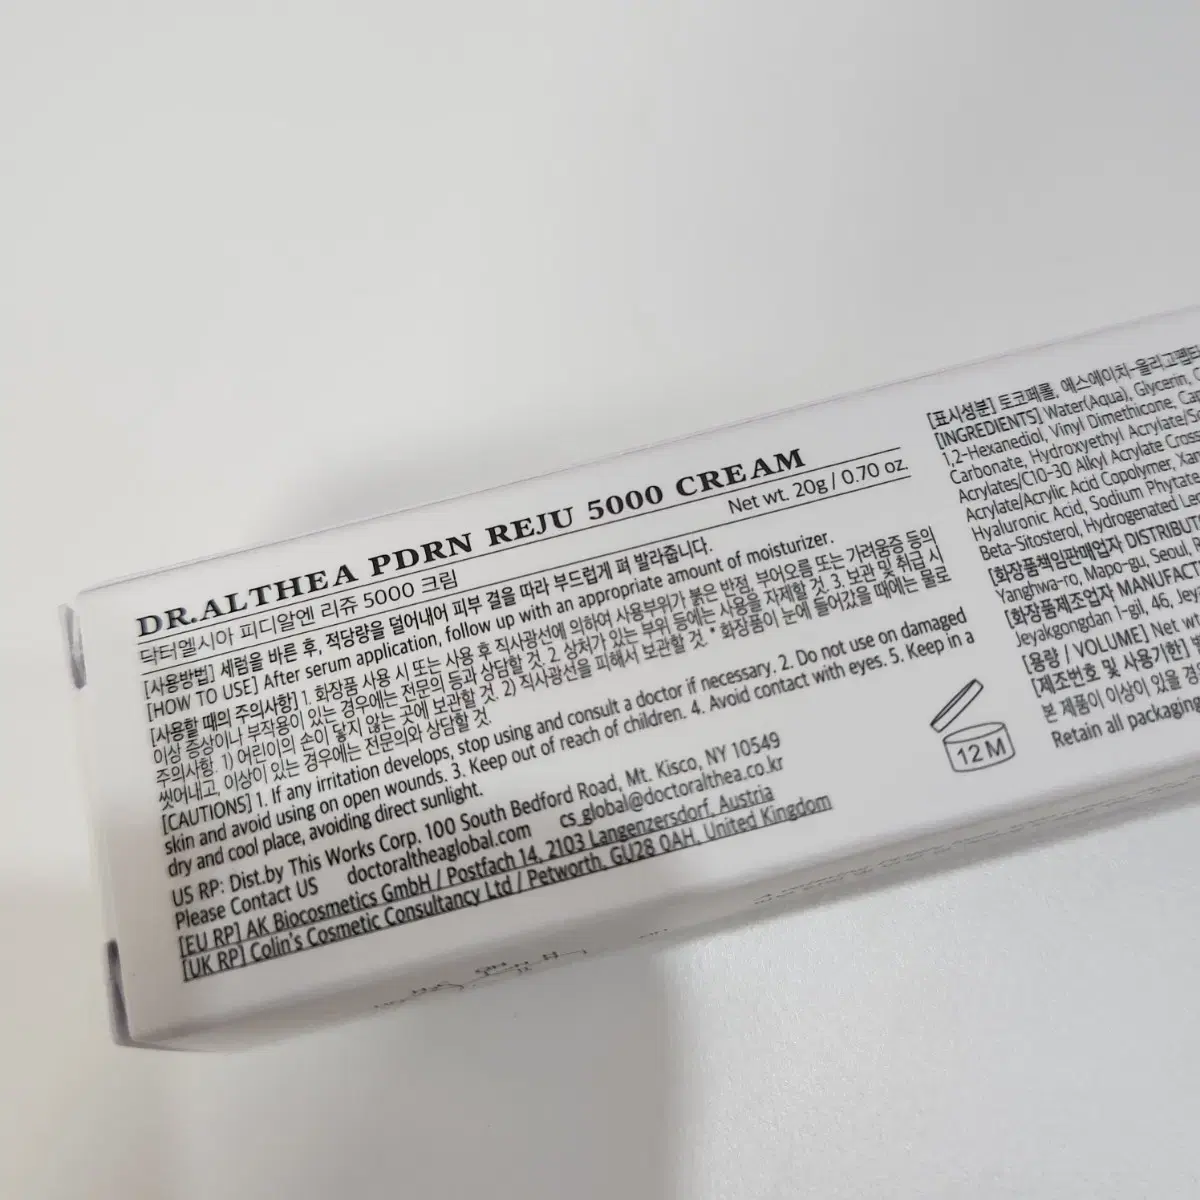 DR.ALTHEA PDRN REJU 5000 CREAM
닥터엘시아 피디알엔 리쥬 5000 크림
Net wt. 20g / 0.70 oz.
[사용방법] 세럼을 바른 후, 적당량을 덜어내어 피부 결을 따라 부드럽게 펴 발라줍니다.
[HOW TO USE] After serum application, follow up with an appropriate amount of moisturizer.
[사용할 때의 주의사항] 1. 화장품 사용 시 또는 사용 후 직사광선에 의하여 사용부위가 붉은 반점, 부어오름 또는 가려움증 등의
이상 증상이나 부작용이 있는 경우에는 전문의 등과 상담할 것. 2. 상처가 있는 부위 등에는 사용을 자제할 것. 3. 보관 및 취급 시
주의사항. 1) 어린이의 손이 닿지 않는 곳에 보관할 것. 2) 직사광선을 피해서 보관할 것. * 화장품이 눈에 들어갔을 때에는 물로
씻어내고, 이상이 있는 경우에는 전문의와 상담할 것.
[CAUTIONS] 1. If any irritation develops, stop using and consult a doctor if necessary. 2. Do not use on damaged
skin and avoid using on open wounds. 3. Keep out of reach of children. 4. Avoid contact with eyes. 5. Keep in a
dry and cool place, avoiding direct sunlight.
US RP: Dist.by This Works Corp. 100 South Bedford Road, Mt. Kisco, NY 10549
Please Contact US doctoraltheaglobal.com cs_global@doctoralthea.co.kr
[EU RP] AK Biocosmetics GmbH / Postfach 14, 2103 Langenzersdorf, Austria
[UK RP] Colin's Cosmetic Consultancy Ltd / Petworth, GU28 0AH, United Kingdom
12M
[표시성분] 토코페롤, 에스에이치-올리고펩타
[INGREDIENTS] Water(Aqua), Glycerin, C
1,2-Hexanediol, Vinyl Dimethicone, Car
Carbonate, Hydroxyethyl Acrylate/So
Acrylates/C10-30 Alkyl Acrylate Cross
Acrylate/Acrylic Acid Copolymer, Xan
Hyaluronic Acid, Sodium Phytate
Beta-Sitosterol, Hydrogenated Le
[화장품책임판매업자 DISTRIBUT
Yanghwa-ro, Mapo-gu, Seoul, R
[화장품제조업자 MANUFACT
Jeyakgongdan 1-gil, 46, Jey
[용량 / VOLUME] Net w
[제조번호 및 사용기한]
본 제품이 이상이 있을 경
Retain all packaging